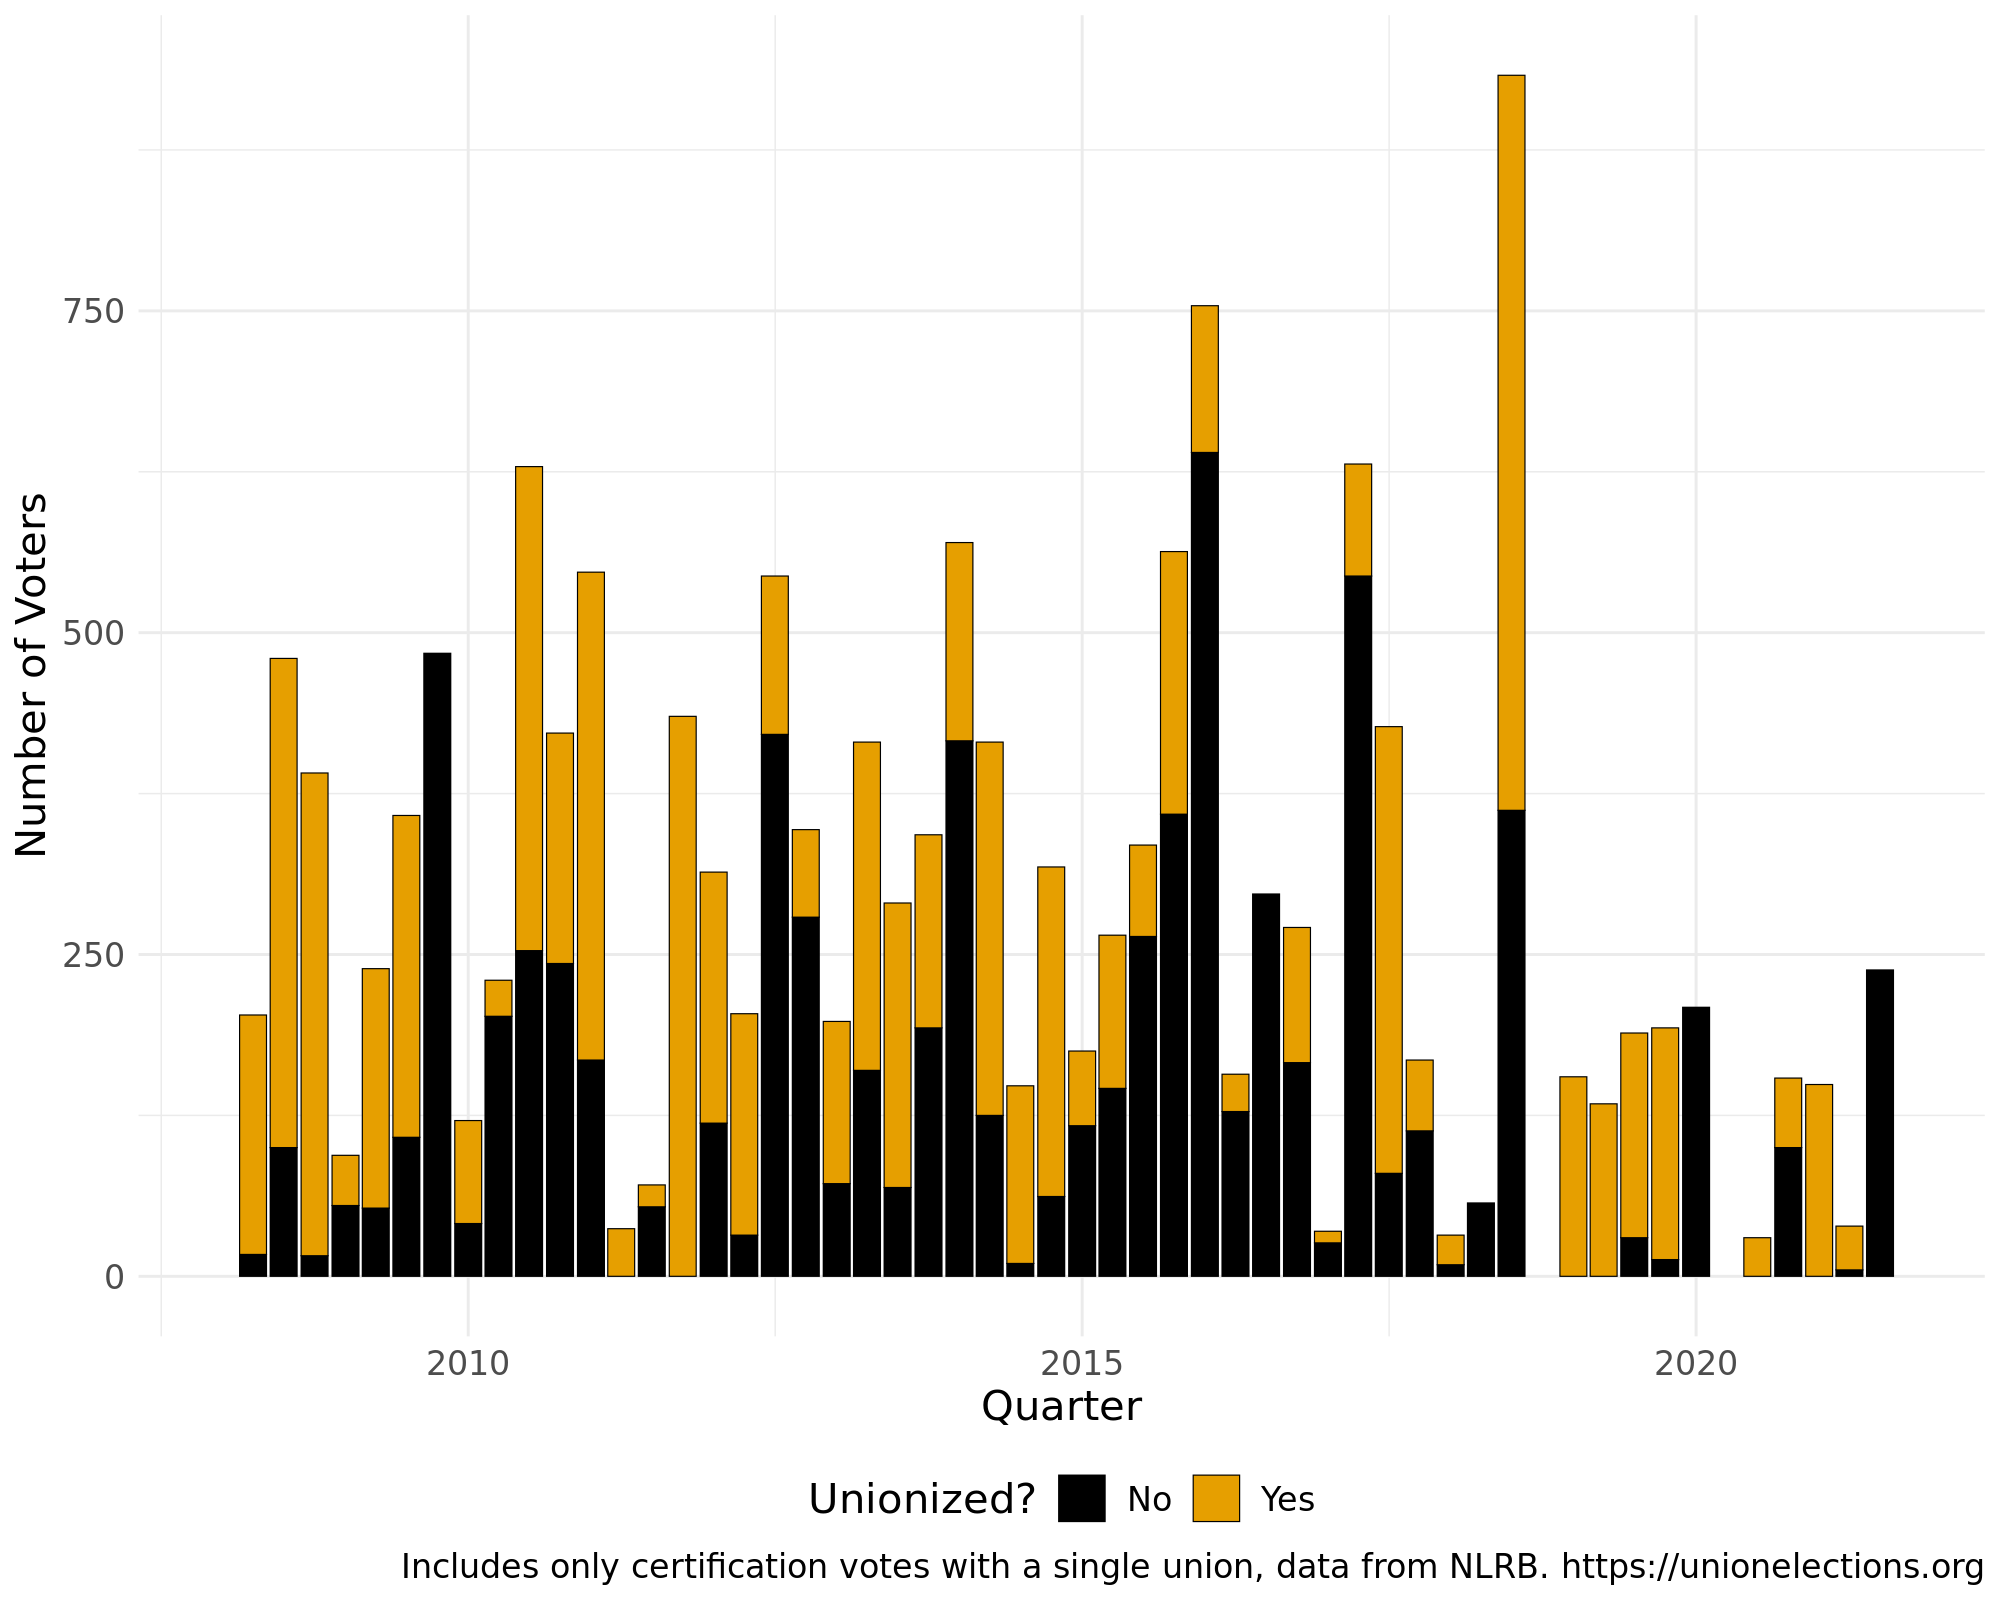 Number of Voters
750
500
250
0
2010 2015 2020
Quarter
Unionized? No Yes
Includes only certification votes with a single union, data from NLRB. https://unionelections.org